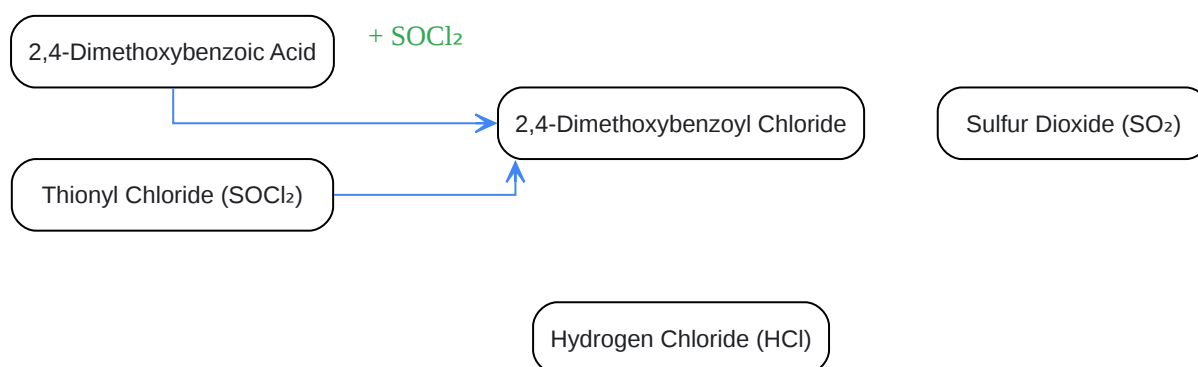 2,4-Dimethoxybenzoic Acid
+ SOCl₂
2,4-Dimethoxybenzoyl Chloride
Sulfur Dioxide (SO₂)
Thionyl Chloride (SOCl₂)
Hydrogen Chloride (HCl)